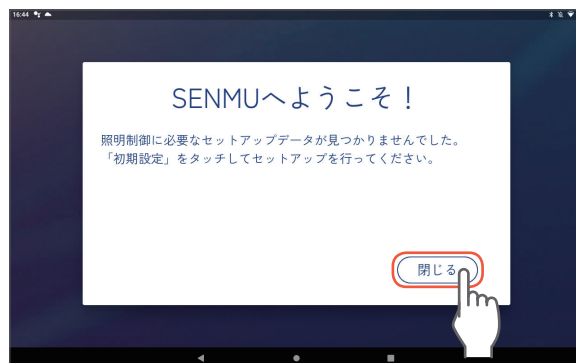 16:44
SENMUへようこそ！
照明制御に必要なセットアップデータが見つかりませんでした。
「初期設定」をタッチしてセットアップを行ってください。
閉じる